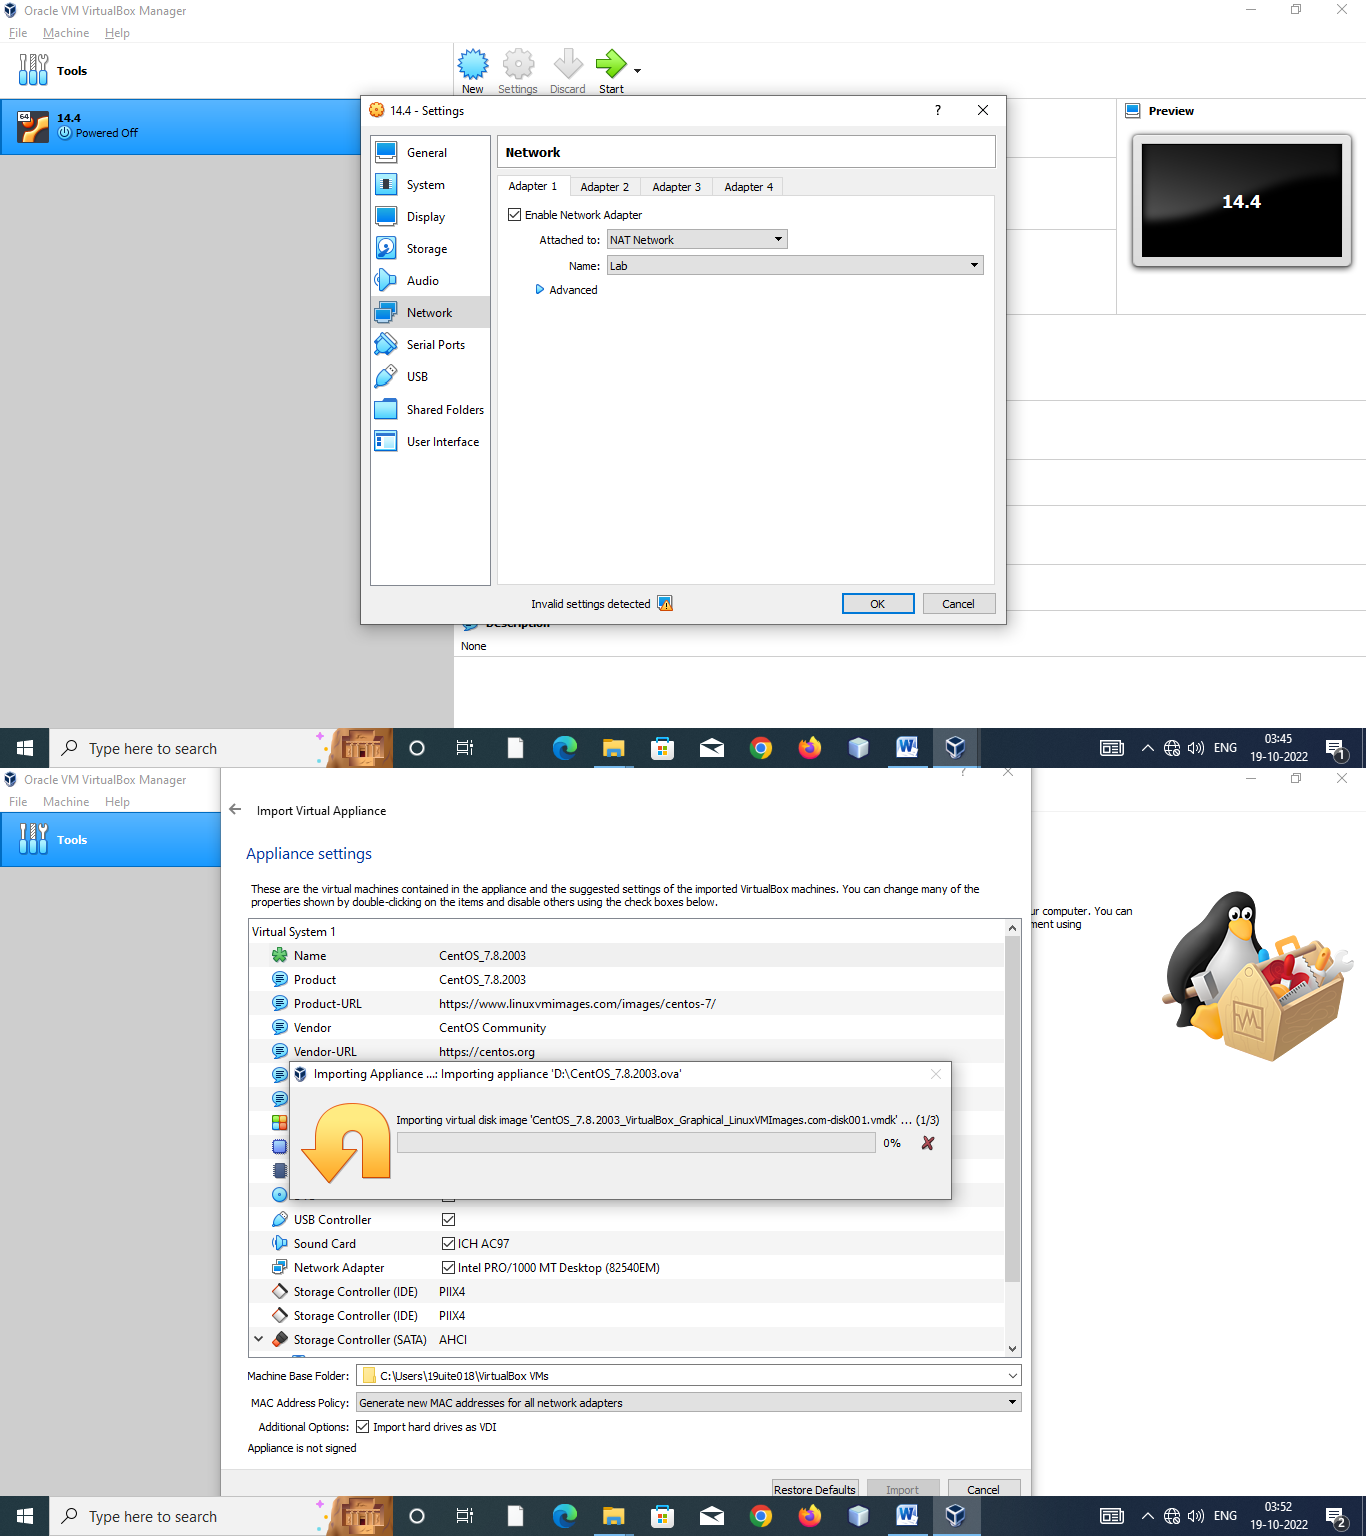 Oracle VM VirtualBox Manager
File Machine Help
Tools
New Settings Discard Start
64
14.4
Powered Off
14.4 - Settings
?
General
System
Display
Storage
Audio
Network
Serial Ports
USB
Shared Folders
User Interface
Network
Adapter 1 Adapter 2 Adapter 3 Adapter 4
Enable Network Adapter
Attached to: NAT Network
Name: Lab
Advanced
Invalid settings detected
OK Cancel
Preview
14.4
Description
None
Type here to search
ENG
03:45
19-10-2022
1
Oracle VM VirtualBox Manager
File Machine Help
Tools
?
Import Virtual Appliance
Appliance settings
These are the virtual machines contained in the appliance and the suggested settings of the imported VirtualBox machines. You can change many of the
properties shown by double-clicking on the items and disable others using the check boxes below.
ur computer. You can
ment using
Virtual System 1
Name CentOS_7.8.2003
Product CentOS_7.8.2003
Product-URL https://www.linuxvmimages.com/images/centos-7/
Vendor CentOS Community
Vendor-URL https://centos.org
Importing Appliance ...: Importing appliance 'D:\CentOS_7.8.2003.ova'
Importing virtual disk image 'CentOS_7.8.2003_VirtualBox_Graphical_LinuxVMImages.com-disk001.vmdk' ... (1/3)
0%
USB Controller
Sound Card ICH AC97
Network Adapter Intel PRO/1000 MT Desktop (82540EM)
Storage Controller (IDE) PIIX4
Storage Controller (IDE) PIIX4
Storage Controller (SATA) AHCI
Machine Base Folder: C:\Users\19uite018\VirtualBox VMs
MAC Address Policy: Generate new MAC addresses for all network adapters
Additional Options: Import hard drives as VDI
Appliance is not signed
Restore Defaults Import Cancel
Type here to search
ENG
03:52
19-10-2022
2